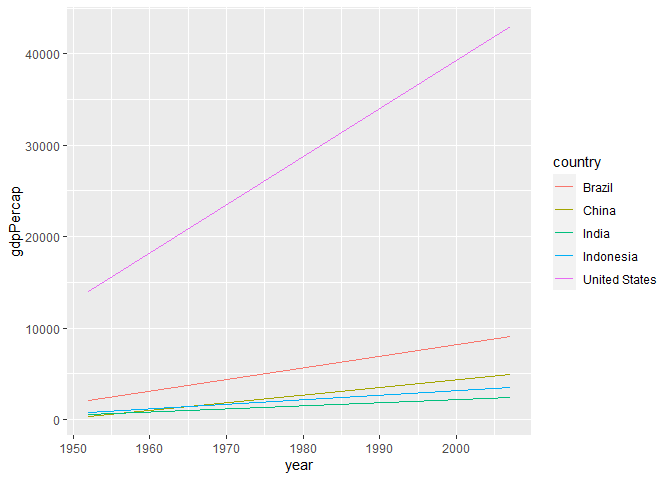 40000
30000
20000
10000
0
gdpPercap
1950
1960
1970
1980
1990
2000
year
country
Brazil
China
India
Indonesia
United States